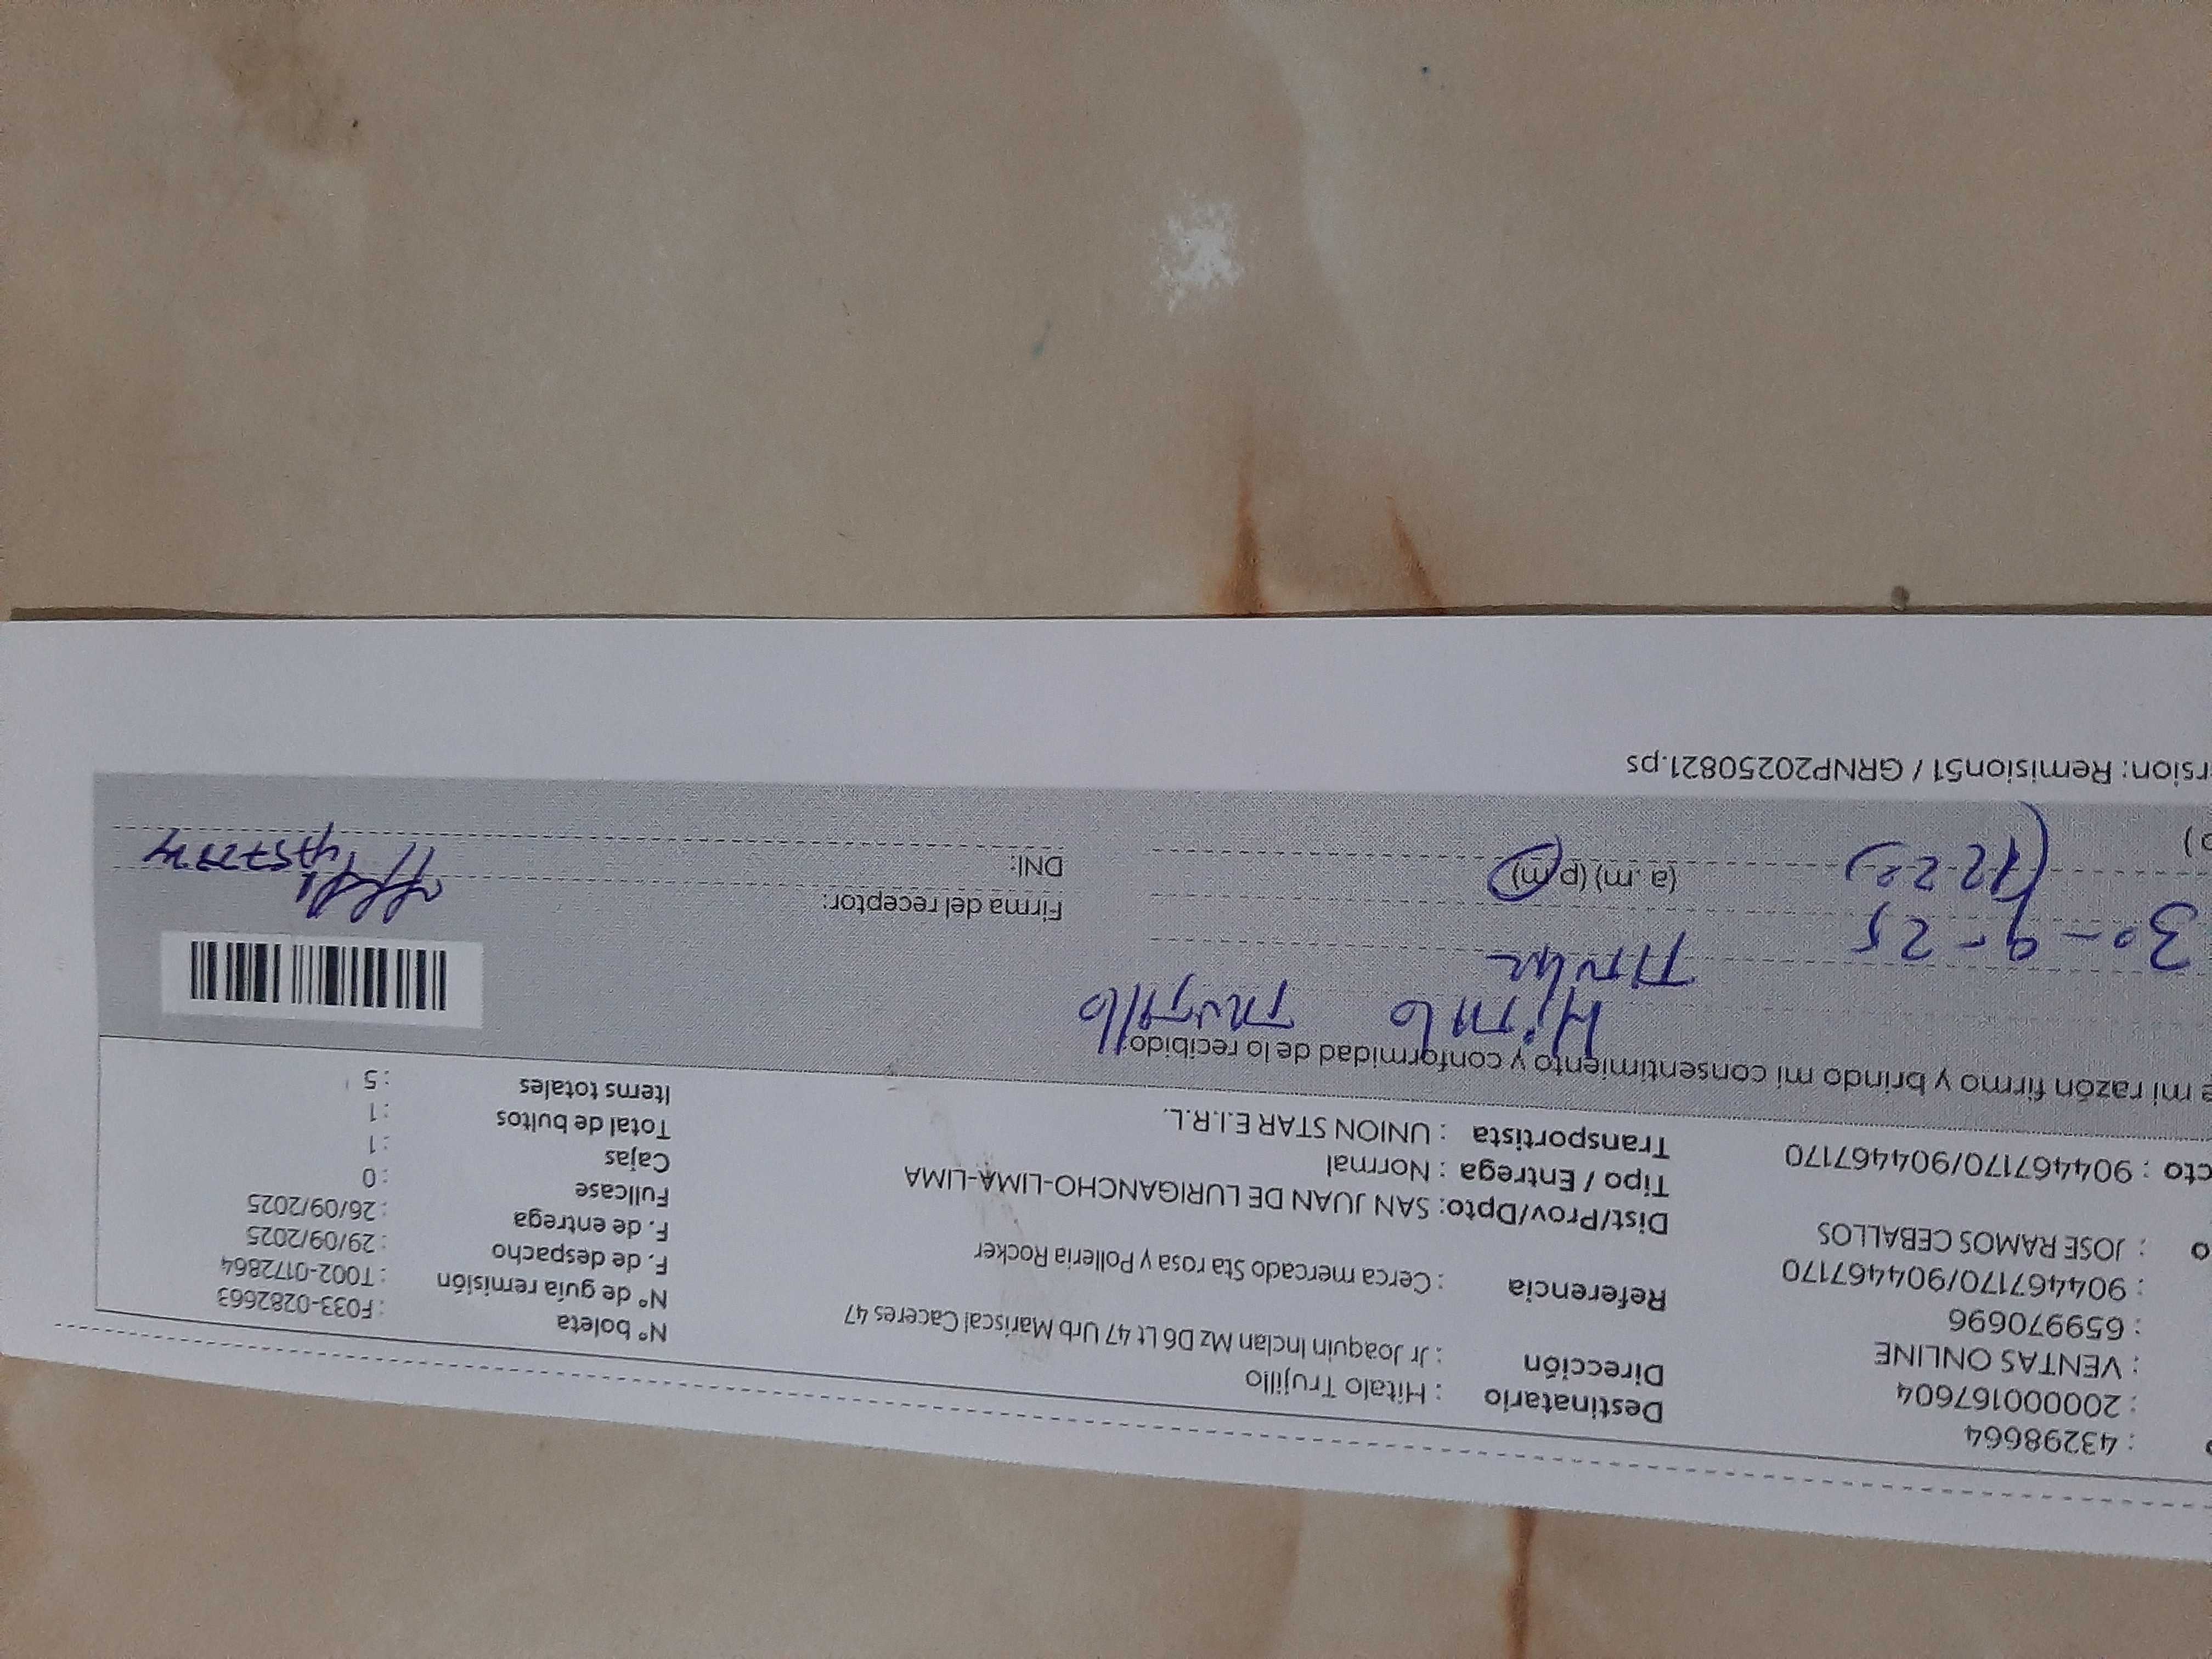 : 43298664
: 20000167604
: VENTAS ONLINE
: 659970696
: 904467170/904467170
o : JOSE RAMOS CEBALLOS
cto : 904467170/904467170
Destinatario : Hitalo Trujillo
Dirección : Jr Joaquin Inclan Mz D6 Lt 47 Urb Mariscal Caceres 47
Referencia : Cerca mercado Sta rosa y Polleria Rocker
Dist/Prov/Dpto: SAN JUAN DE LURIGANCHO-LIMA-LIMA
Tipo / Entrega : Normal
Transportista : UNION STAR E.I.R.L.
N° boleta : F033-0282663
N° de guía remisión : T002-0172864
F. de despacho : 29/09/2025
F. de entrega : 26/09/2025
Fullcase : 0
Cajas : 1
Total de bultos : 1
Items totales : 5
e mi razón firmo y brindo mi consentimiento y conformidad de lo recibido:
Hitalo Trujillo
Titular
30-9-25
(12 22) (a .m) (p.m)
Firma del receptor:
DNI:
rsion: Remision51 / GRNP20250821.ps